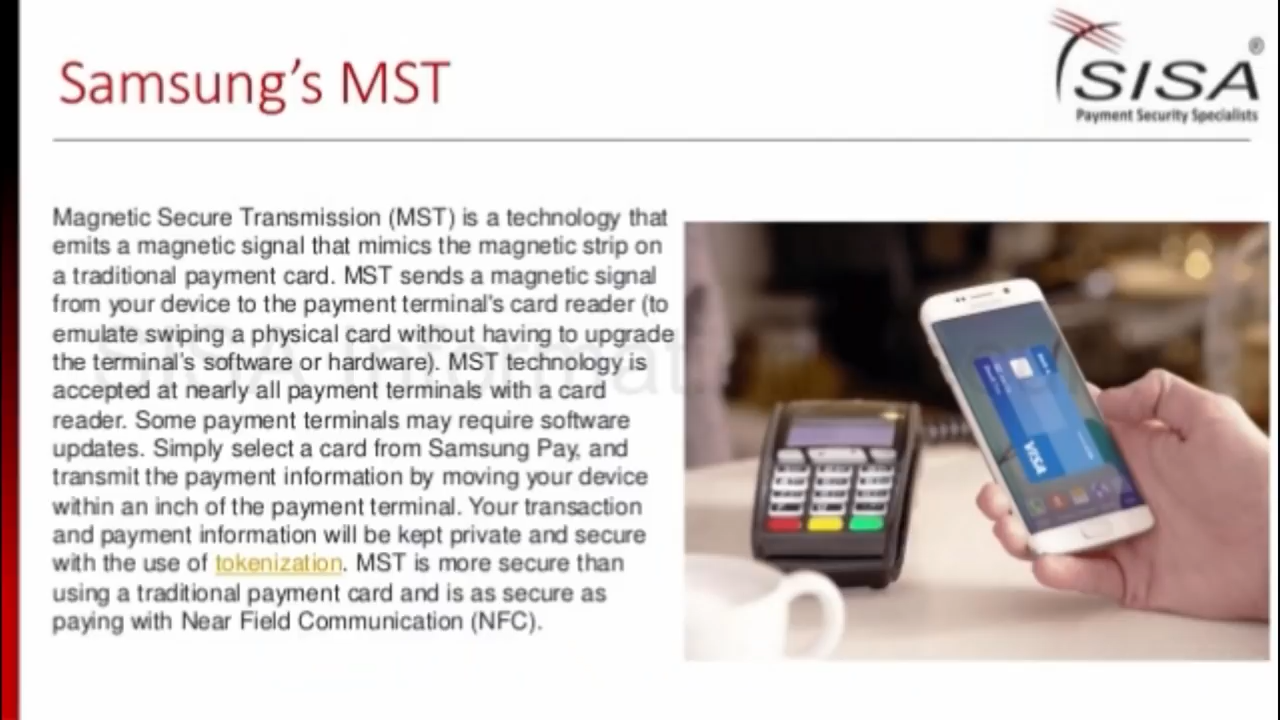 Samsung's MST
SISA
®
Payment Security Specialists
Magnetic Secure Transmission (MST) is a technology that
emits a magnetic signal that mimics the magnetic strip on
a traditional payment card. MST sends a magnetic signal
from your device to the payment terminal's card reader (to
emulate swiping a physical card without having to upgrade
the terminal's software or hardware). MST technology is
accepted at nearly all payment terminals with a card
reader. Some payment terminals may require software
updates. Simply select a card from Samsung Pay, and
transmit the payment information by moving your device
within an inch of the payment terminal. Your transaction
and payment information will be kept private and secure
with the use of tokenization. MST is more secure than
using a traditional payment card and is as secure as
paying with Near Field Communication (NFC).
VISA